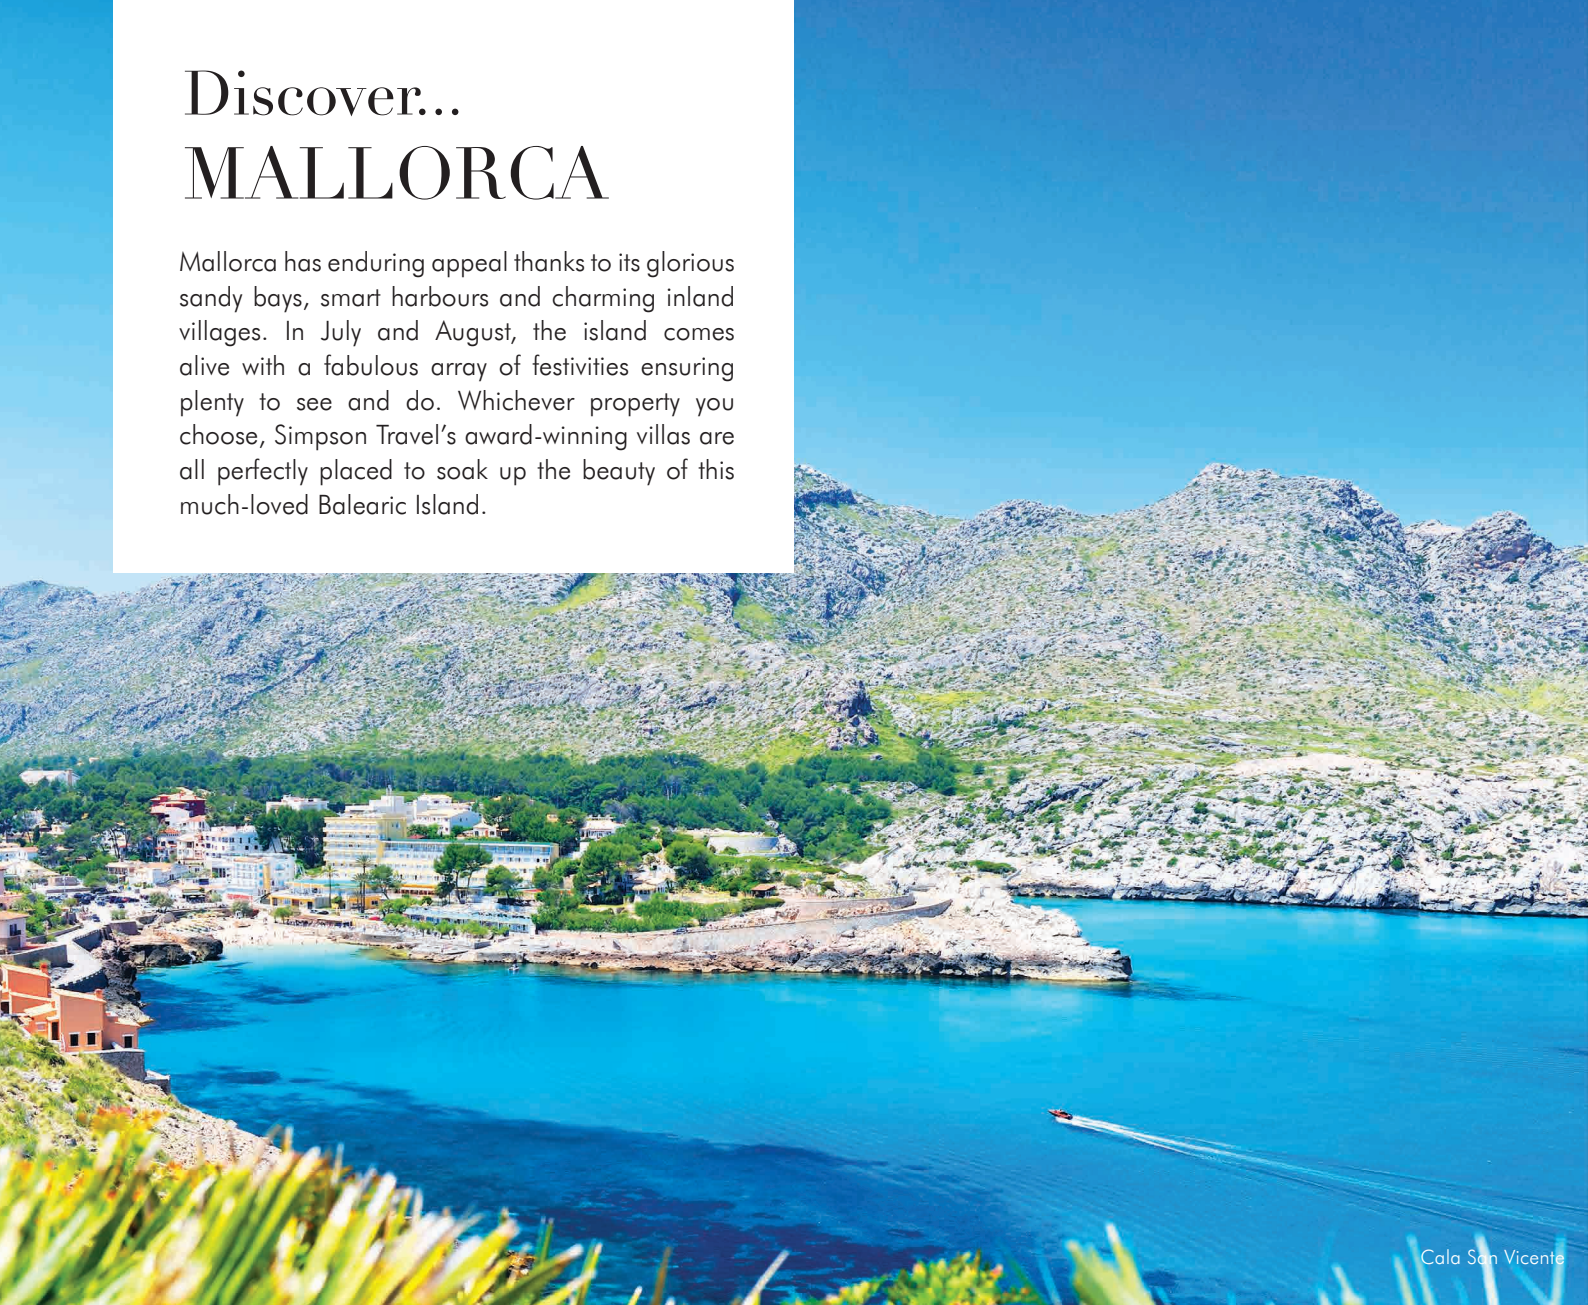 Discover...
MALLORCA
Mallorca has enduring appeal thanks to its glorious
sandy bays, smart harbours and charming inland
villages. In July and August, the island comes
alive with a fabulous array of festivities ensuring
plenty to see and do. Whichever property you
choose, Simpson Travel’s award-winning villas are
all perfectly placed to soak up the beauty of this
much-loved Balearic Island.
Cala San Vicente